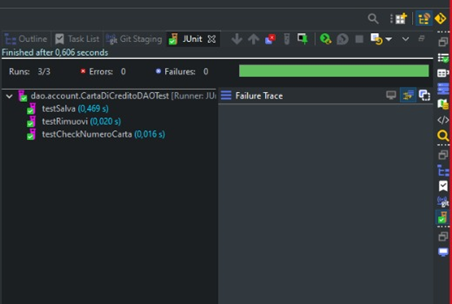 Outline Task List Git Staging JUnit
Finished after 0,606 seconds
Runs: 3/3 Errors: 0 Failures: 0
dao.account.CartaDiCreditoDAOTest [Runner: JU
Failure Trace
testSalva (0,469 s)
testRimuovi (0,020 s)
testCheckNumeroCarta (0,016 s)